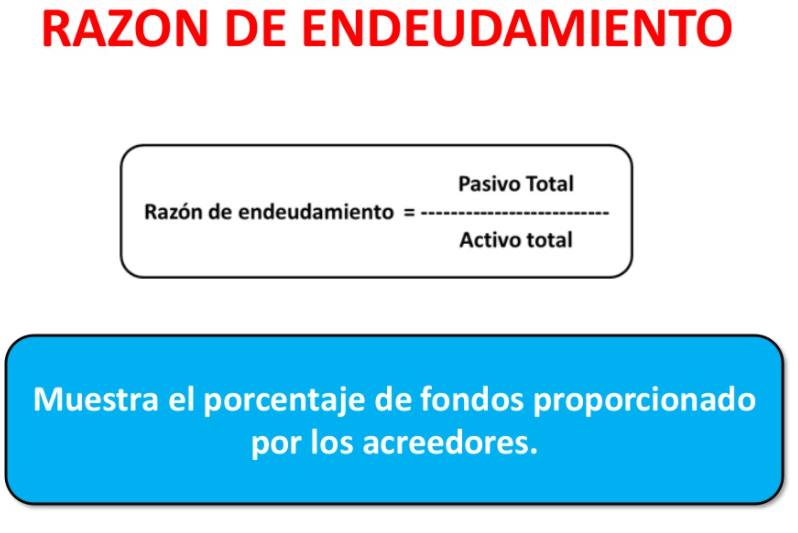 RAZON DE ENDEUDAMIENTO
Pasivo Total
Razón de endeudamiento = --------------------------
Activo total
Muestra el porcentaje de fondos proporcionado
por los acreedores.